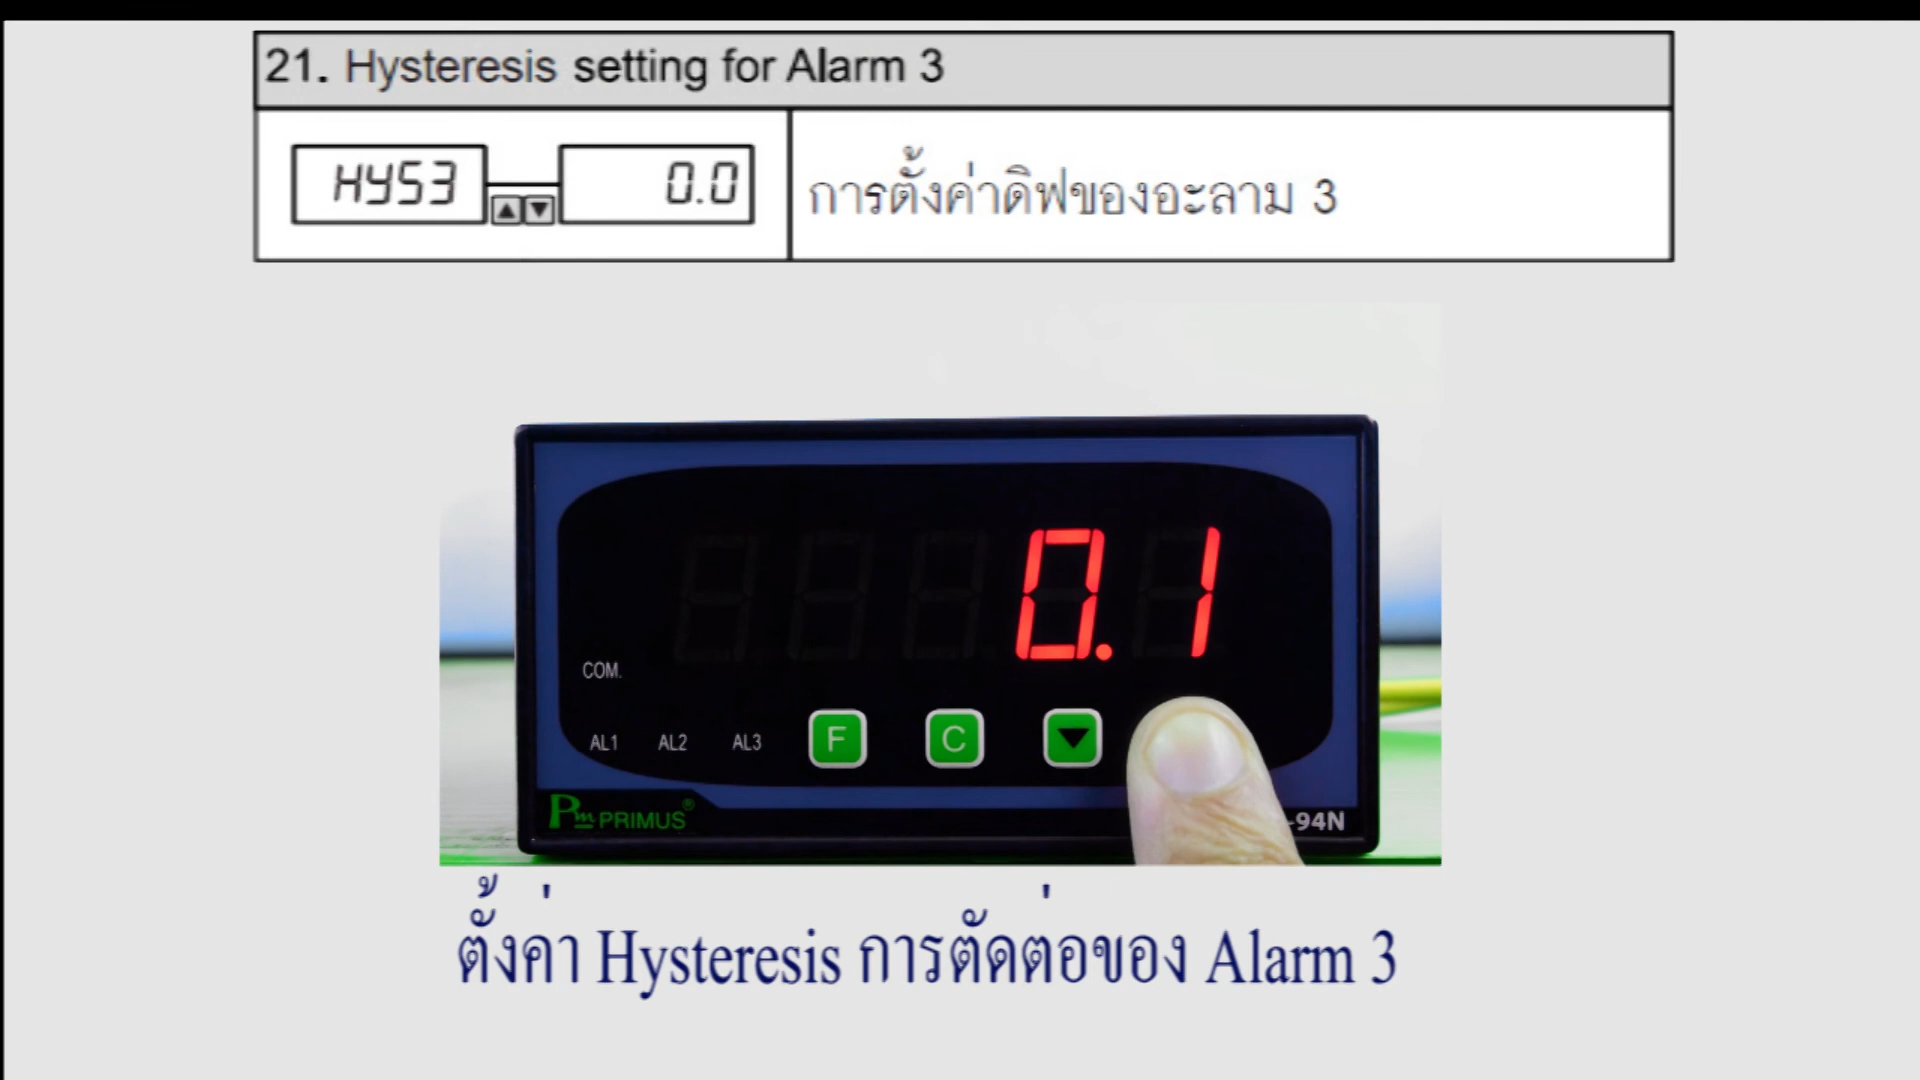 21. Hysteresis setting for Alarm 3
HYS3 0.0
การตั้งค่าดิฟของอะลาม 3
0.1
COM.
AL1 AL2 AL3 F C
Pm PRIMUS®
-94N
ตั้งค่า Hysteresis การตัดต่อของ Alarm 3